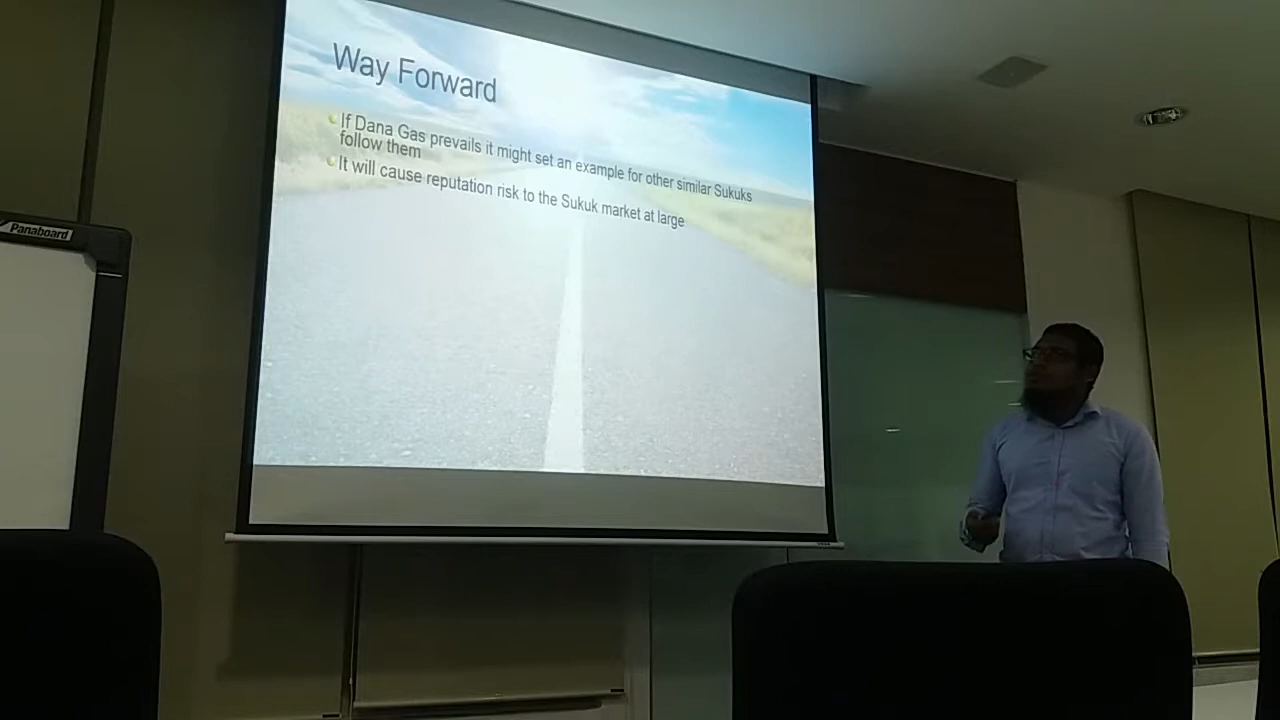 Way Forward
If Dana Gas prevails it might set an example for other similar Sukuks
follow them
It will cause reputation risk to the Sukuk market at large
Panaboard